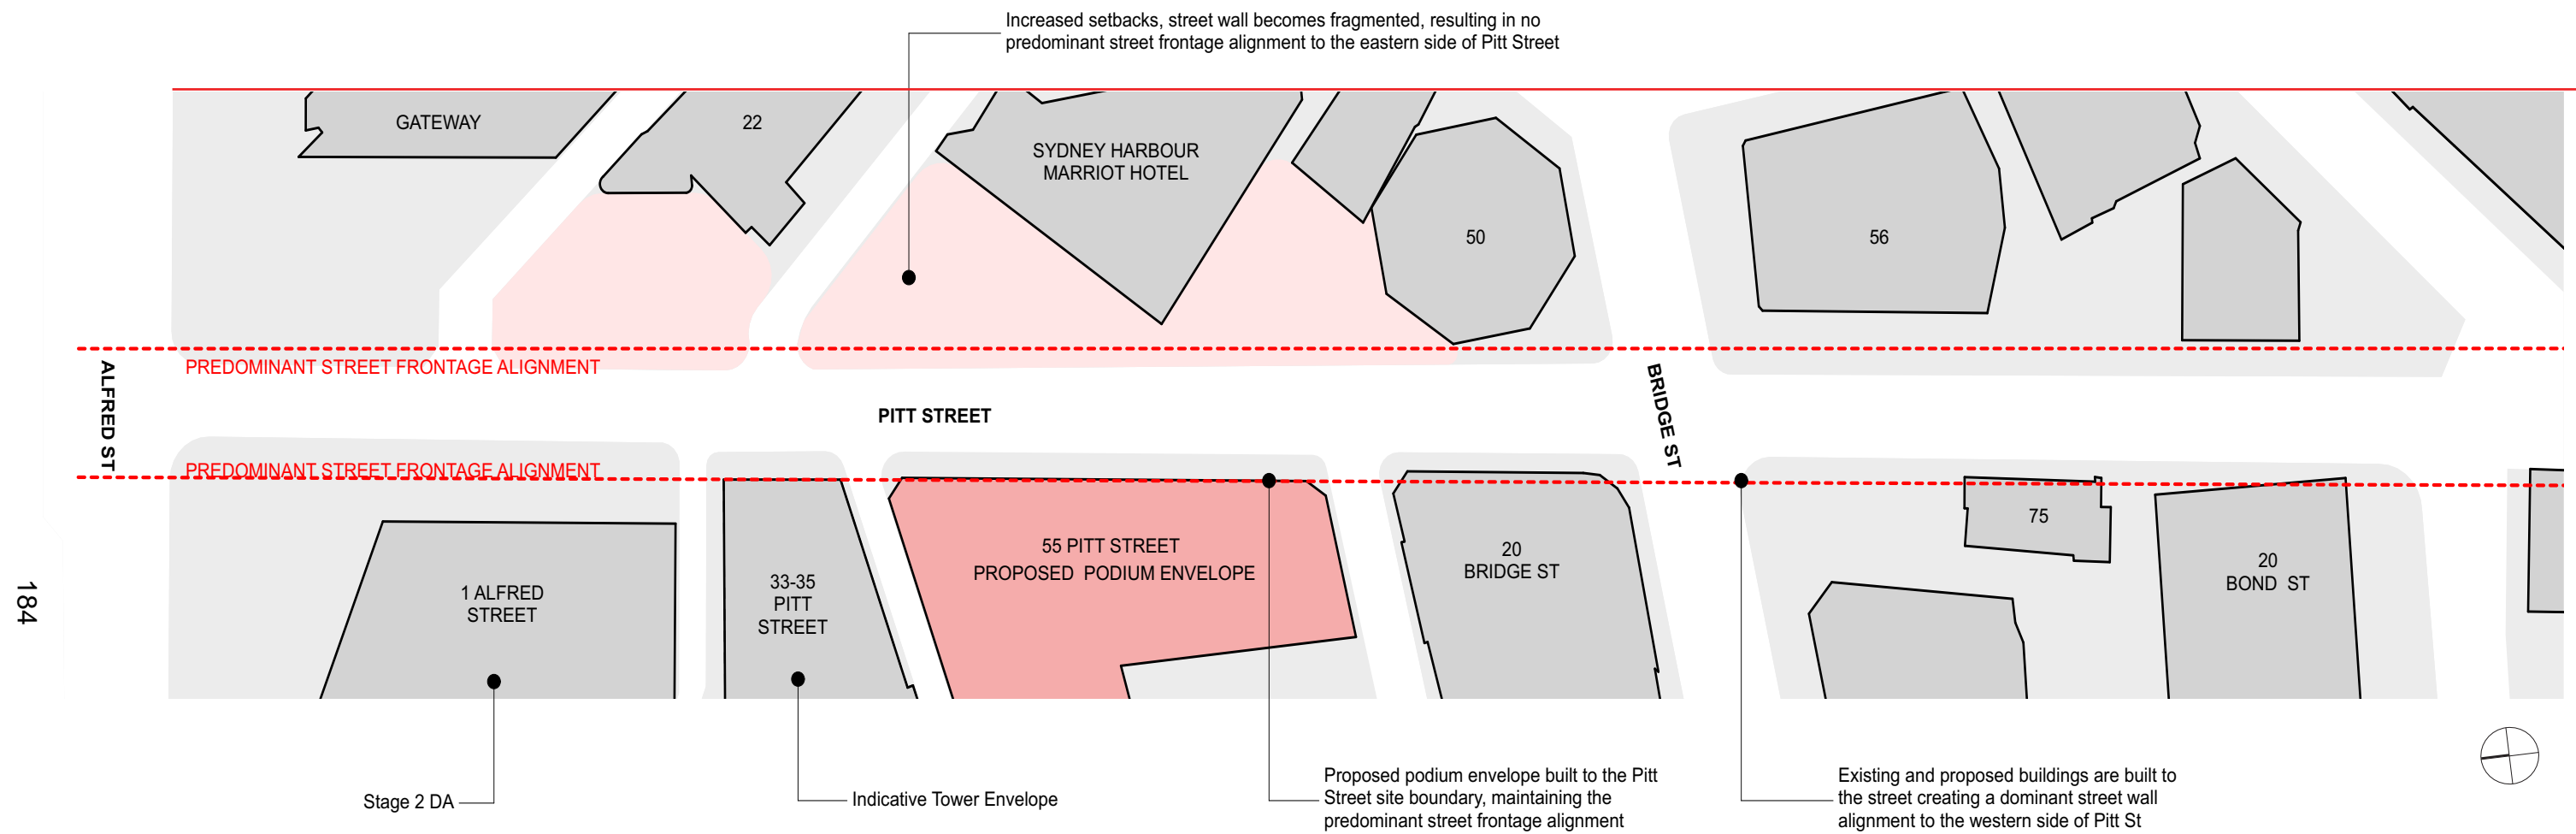 Increased setbacks, street wall becomes fragmented, resulting in no
predominant street frontage alignment to the eastern side of Pitt Street
GATEWAY
22
SYDNEY HARBOUR
MARRIOT HOTEL
50
56
PREDOMINANT STREET FRONTAGE ALIGNMENT
ALFRED ST
PITT STREET
BRIDGE ST
PREDOMINANT STREET FRONTAGE ALIGNMENT
1 ALFRED
STREET
33-35
PITT
STREET
55 PITT STREET
PROPOSED PODIUM ENVELOPE
20
BRIDGE ST
75
20
BOND ST
184
Stage 2 DA
Indicative Tower Envelope
Proposed podium envelope built to the Pitt
Street site boundary, maintaining the
predominant street frontage alignment
Existing and proposed buildings are built to
the street creating a dominant street wall
alignment to the western side of Pitt St